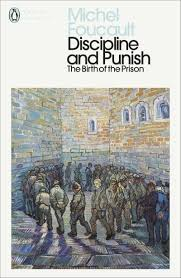 Michel
Foucault
Discipline
and Punish
The Birth of the Prison